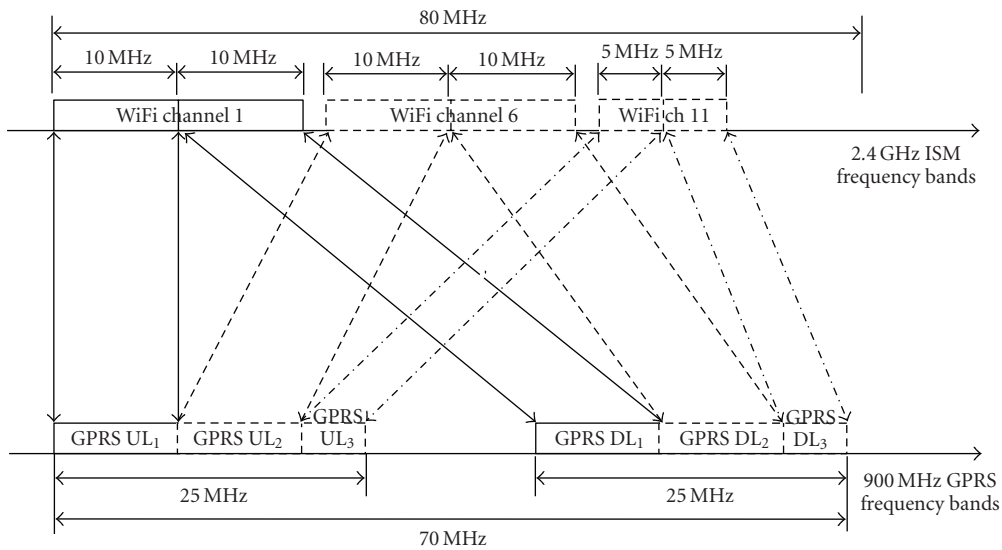 80 MHz
10 MHz
10 MHz
10 MHz
10 MHz
5 MHz
5 MHz
WiFi channel 1
WiFi channel 6
WiFi ch 11
2.4 GHz ISM
frequency bands
GPRS UL₁
GPRS UL₂
GPRS
UL₃
GPRS DL₁
GPRS DL₂
GPRS
DL₃
25 MHz
25 MHz
900 MHz GPRS
frequency bands
70 MHz